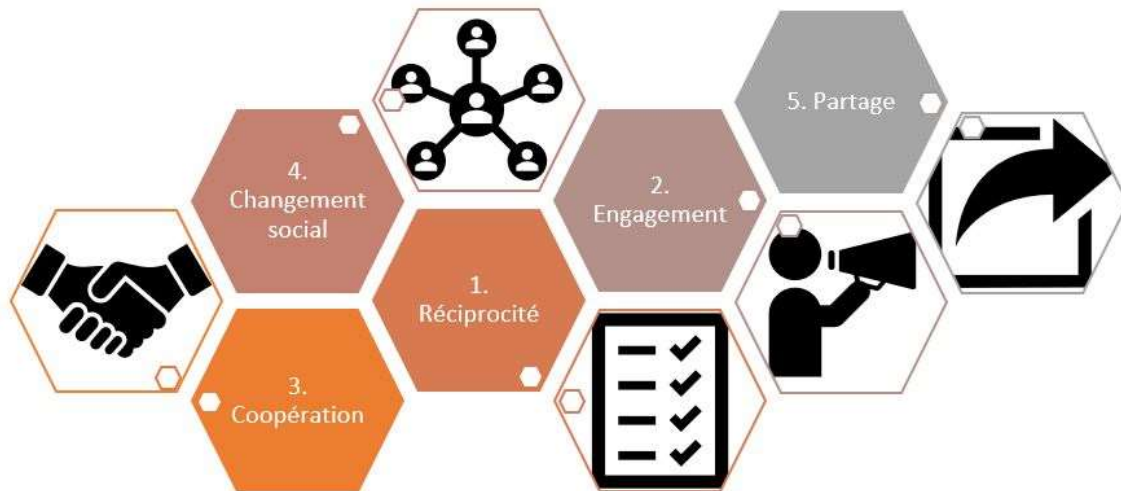 5. Partage
4.
Changement
social
2.
Engagement
1.
Réciprocité
3.
Coopération